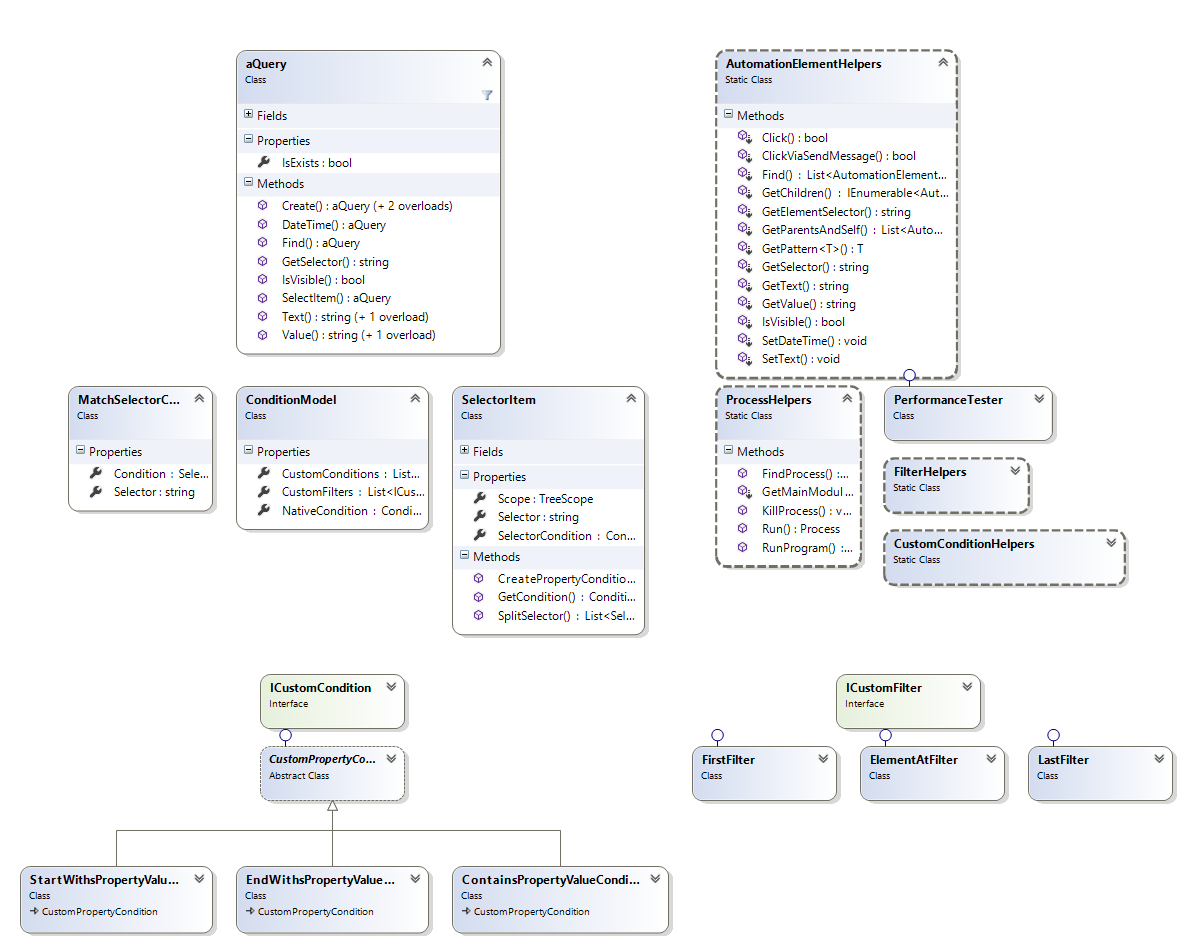 aQuery
Class
Fields
Properties
IsExists : bool
Methods
Create() : aQuery (+ 2 overloads)
DateTime() : aQuery
Find() : aQuery
GetSelector() : string
IsVisible() : bool
SelectItem() : aQuery
Text() : string (+ 1 overload)
Value() : string (+ 1 overload)
AutomationElementHelpers
Static Class
Methods
Click() : bool
ClickViaSendMessage() : bool
Find() : List<AutomationElement...
GetChildren() : IEnumerable<Aut...
GetElementSelector() : string
GetParentsAndSelf() : List<Auto...
GetPattern<T>() : T
GetSelector() : string
GetText() : string
GetValue() : string
IsVisible() : bool
SetDateTime() : void
SetText() : void
MatchSelectorC...
Class
Properties
Condition : Sele...
Selector : string
ConditionModel
Class
Properties
CustomConditions : List...
CustomFilters : List<ICus...
NativeCondition : Condi...
SelectorItem
Class
Fields
Properties
Scope : TreeScope
Selector : string
SelectorCondition : Con...
Methods
CreatePropertyConditio...
GetCondition() : Conditi...
SplitSelector() : List<Sel...
ProcessHelpers
Static Class
Methods
FindProcess() :...
GetMainModul...
KillProcess() : v...
Run() : Process
RunProgram() :...
PerformanceTester
Class
FilterHelpers
Static Class
CustomConditionHelpers
Static Class
ICustomCondition
Interface
CustomPropertyCo...
Abstract Class
StartWithsPropertyValu...
Class
CustomPropertyCondition
EndWithsPropertyValue...
Class
CustomPropertyCondition
ContainsPropertyValueCondi...
Class
CustomPropertyCondition
ICustomFilter
Interface
FirstFilter
Class
ElementAtFilter
Class
LastFilter
Class